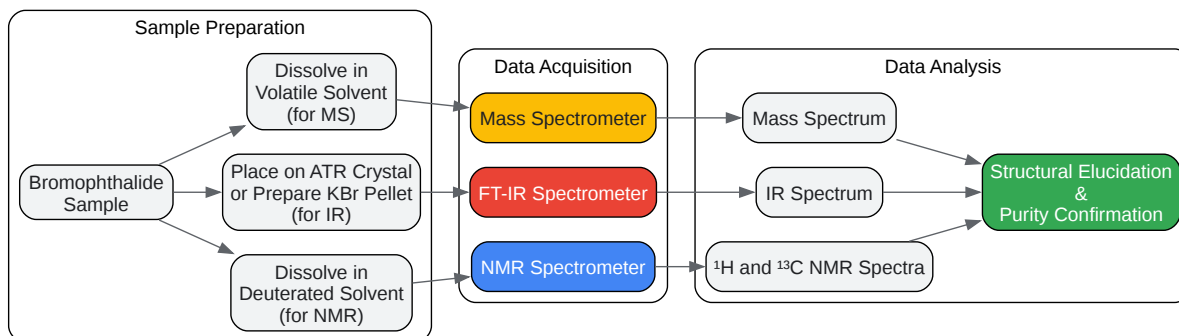 Sample Preparation
Bromophthalide
Sample
Dissolve in
Volatile Solvent
(for MS)
Place on ATR Crystal
or Prepare KBr Pellet
(for IR)
Dissolve in
Deuterated Solvent
(for NMR)
Data Acquisition
Mass Spectrometer
FT-IR Spectrometer
NMR Spectrometer
Data Analysis
Mass Spectrum
IR Spectrum
¹H and ¹³C NMR Spectra
Structural Elucidation
&
Purity Confirmation